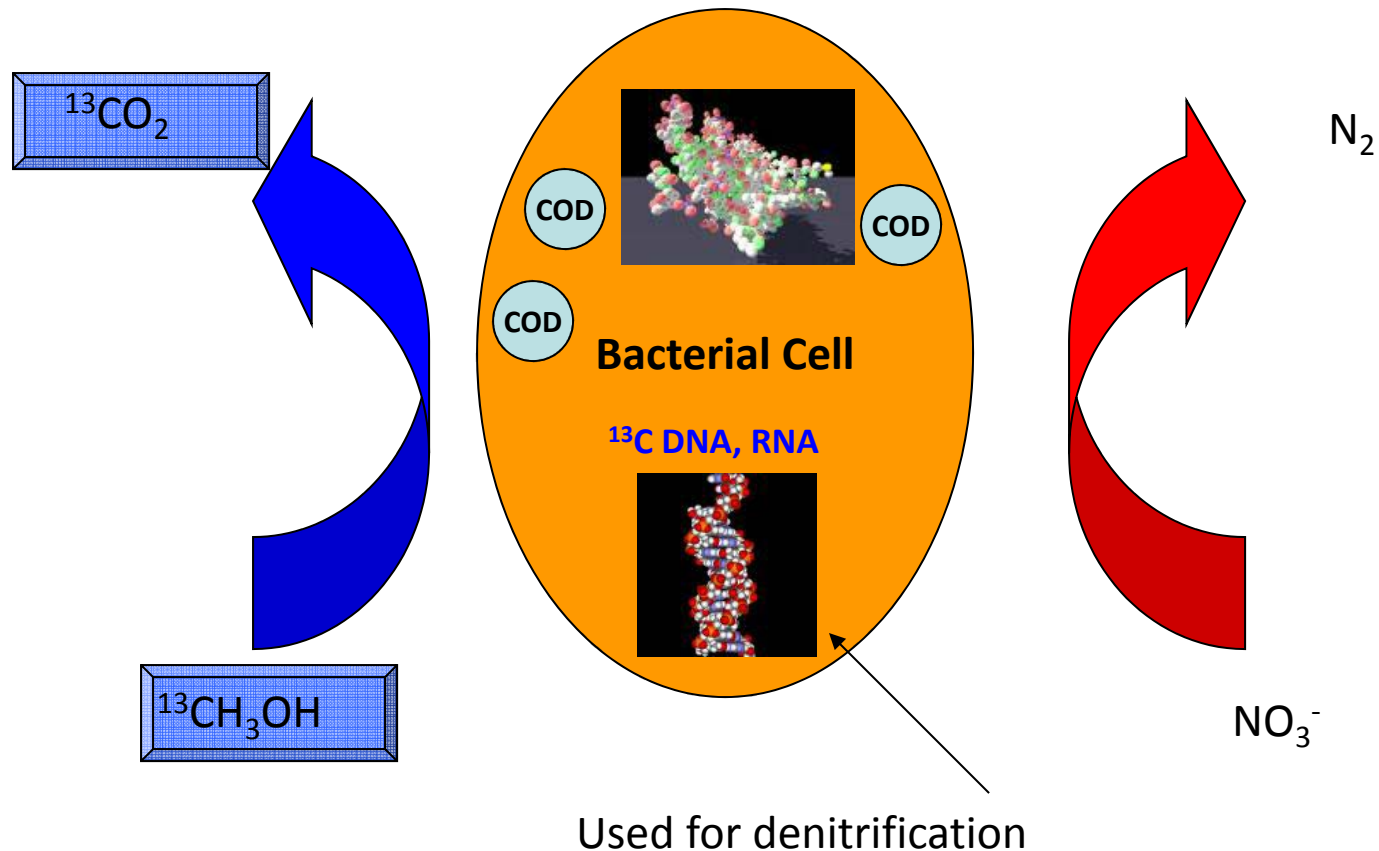 ¹³CO₂
N₂
COD
COD
COD
Bacterial Cell
¹³C DNA, RNA
¹³CH₃OH
NO₃⁻
Used for denitrification